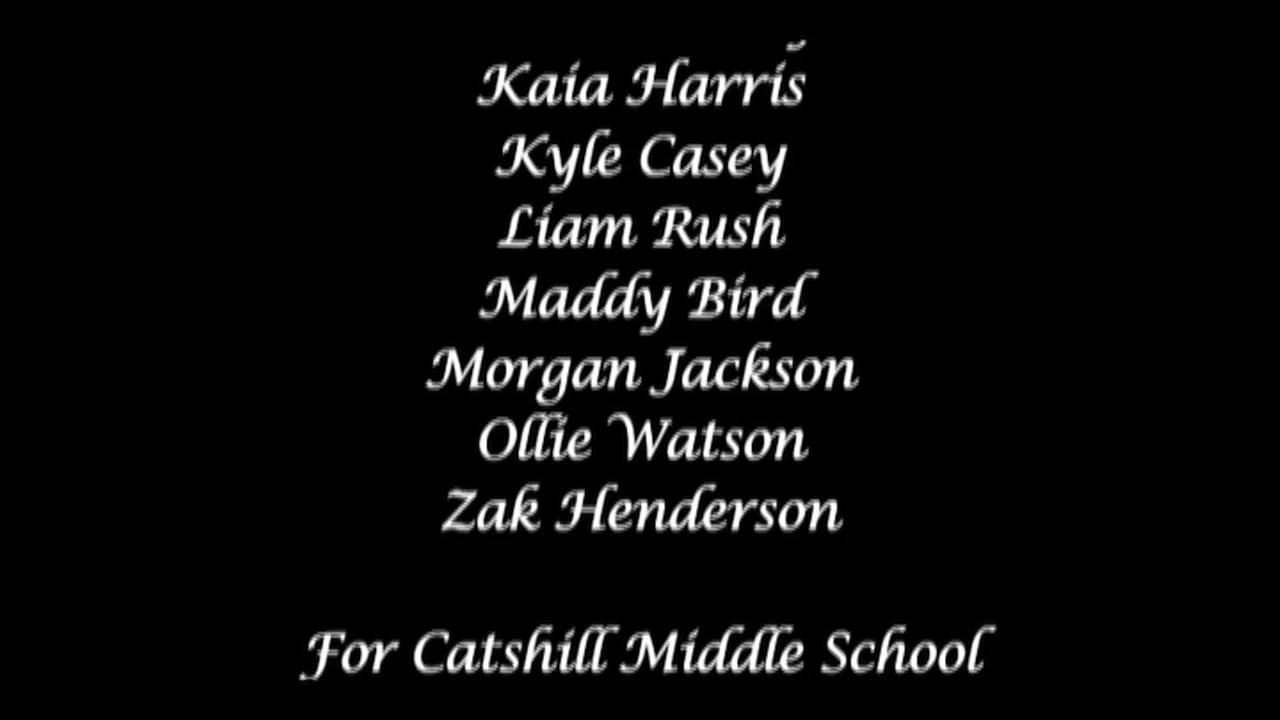 Kaia Harris
Kyle Casey
Liam Rush
Maddy Bird
Morgan Jackson
Ollie Watson
Zak Henderson
For Catshill Middle School